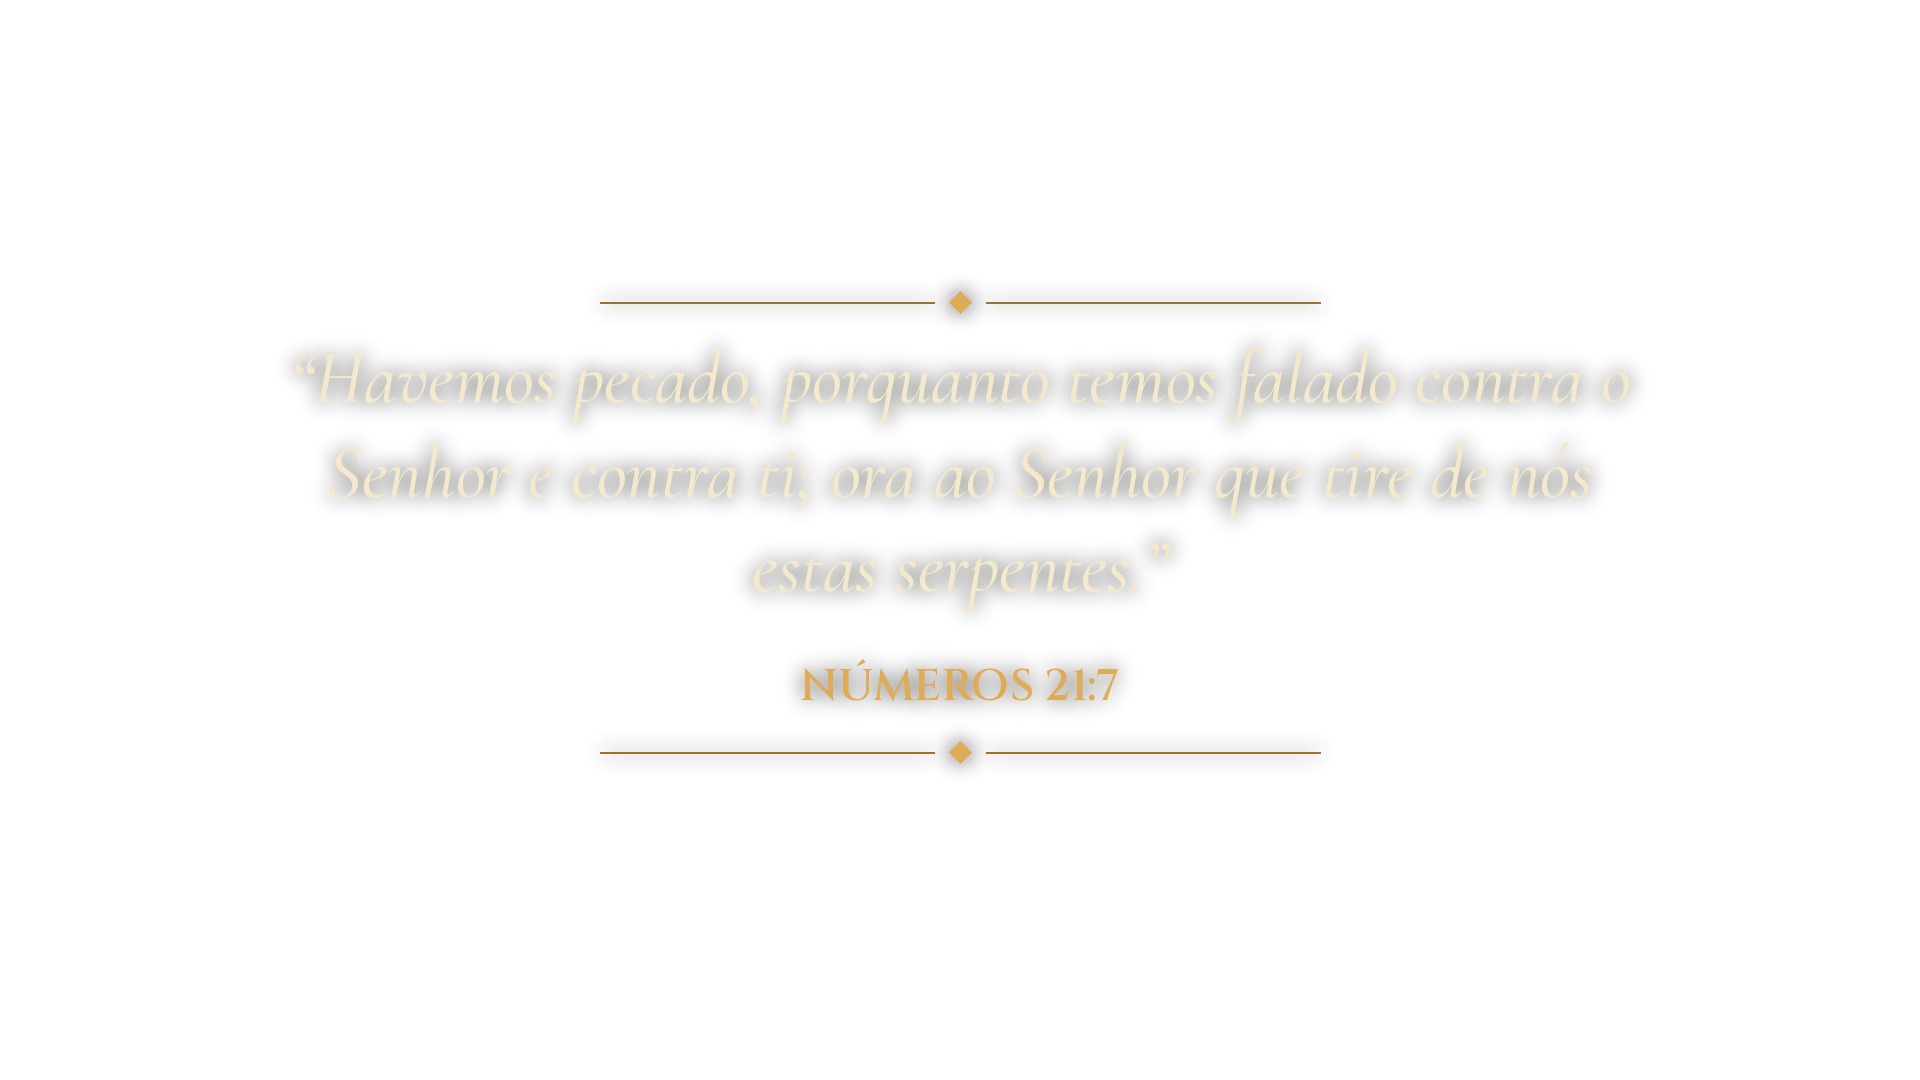 “Havemos pecado, porquanto temos falado contra o
Senhor e contra ti; ora ao Senhor que tire de nós
estas serpentes.”
NÚMEROS 21:7